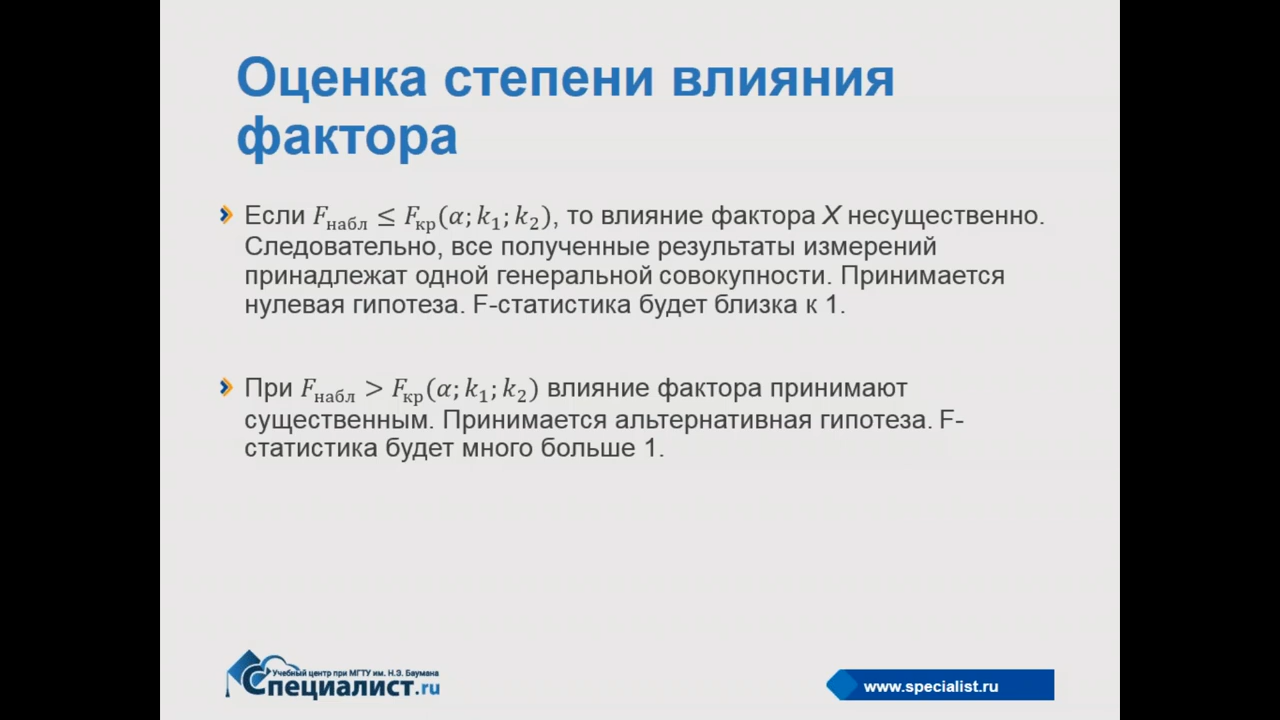 Оценка степени влияния
фактора
Если Fнабл ≤ Fкр(α; k1; k2), то влияние фактора X несущественно.
Следовательно, все полученные результаты измерений
принадлежат одной генеральной совокупности. Принимается
нулевая гипотеза. F-статистика будет близка к 1.
При Fнабл > Fкр(α; k1; k2) влияние фактора принимают
существенным. Принимается альтернативная гипотеза. F-
статистика будет много больше 1.
Учебный центр при МГТУ им. Н.Э. Баумана
Специалист.ru
www.specialist.ru